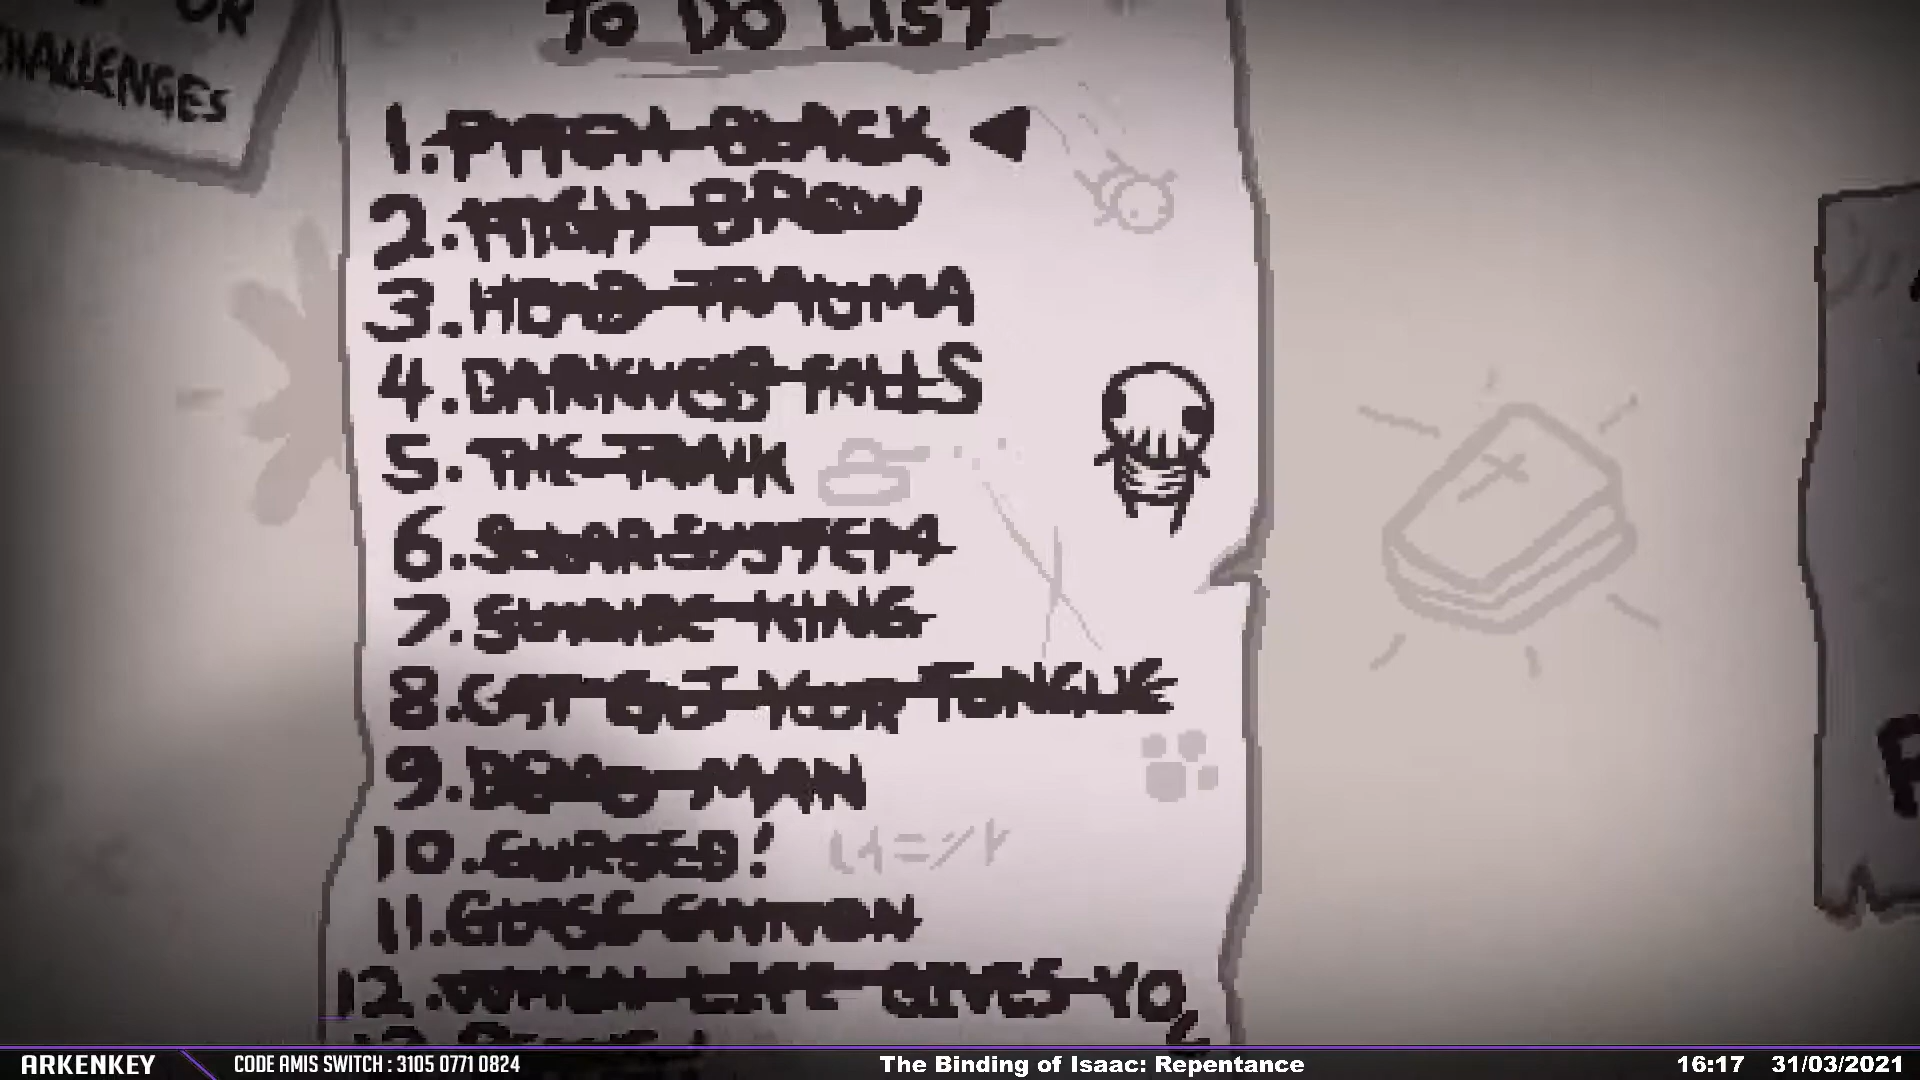 OR
CHALLENGES
TO DO LIST
1. PITCH BLACK
2. HIGH BROW
3. HEAD TRAUMA
4. DARKNESS FALLS
5. THE TANK
6. SOLAR SYSTEM
7. SUICIDE KING
8. CAT GOT YOUR TONGUE
9. DEMO MAN
10. CURSED!
11. GLASS CANNON
12. WHEN LIFE GIVES YO
ARKENKEY
CODE AMIS SWITCH : 3105 0771 0824
The Binding of Isaac: Repentance
16:17 31/03/2021